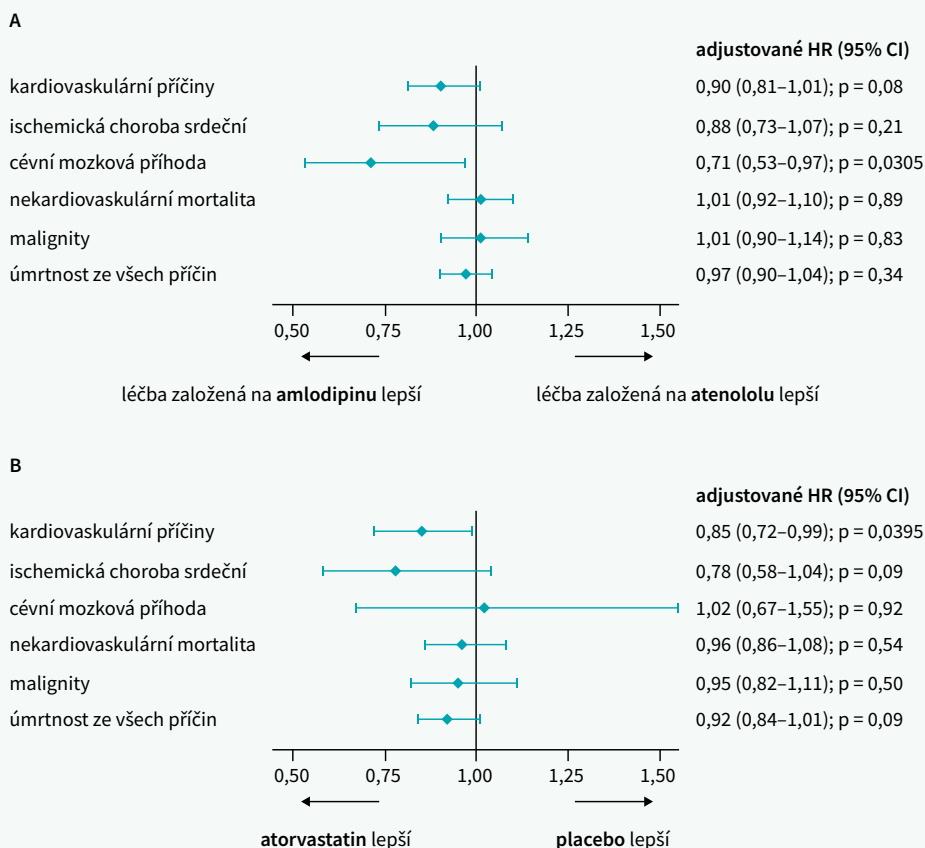 A
adjustované HR (95% CI)
kardiovaskulární příčiny 0,90 (0,81–1,01); p = 0,08
ischemická choroba srdeční 0,88 (0,73–1,07); p = 0,21
cévní mozková příhoda 0,71 (0,53–0,97); p = 0,0305
nekardiovaskulární mortalita 1,01 (0,92–1,10); p = 0,89
malignity 1,01 (0,90–1,14); p = 0,83
úmrtnost ze všech příčin 0,97 (0,90–1,04); p = 0,34
0,50 0,75 1,00 1,25 1,50
léčba založená na amlodipinu lepší léčba založená na atenololu lepší
B
adjustované HR (95% CI)
kardiovaskulární příčiny 0,85 (0,72–0,99); p = 0,0395
ischemická choroba srdeční 0,78 (0,58–1,04); p = 0,09
cévní mozková příhoda 1,02 (0,67–1,55); p = 0,92
nekardiovaskulární mortalita 0,96 (0,86–1,08); p = 0,54
malignity 0,95 (0,82–1,11); p = 0,50
úmrtnost ze všech příčin 0,92 (0,84–1,01); p = 0,09
0,50 0,75 1,00 1,25 1,50
atorvastatin lepší placebo lepší